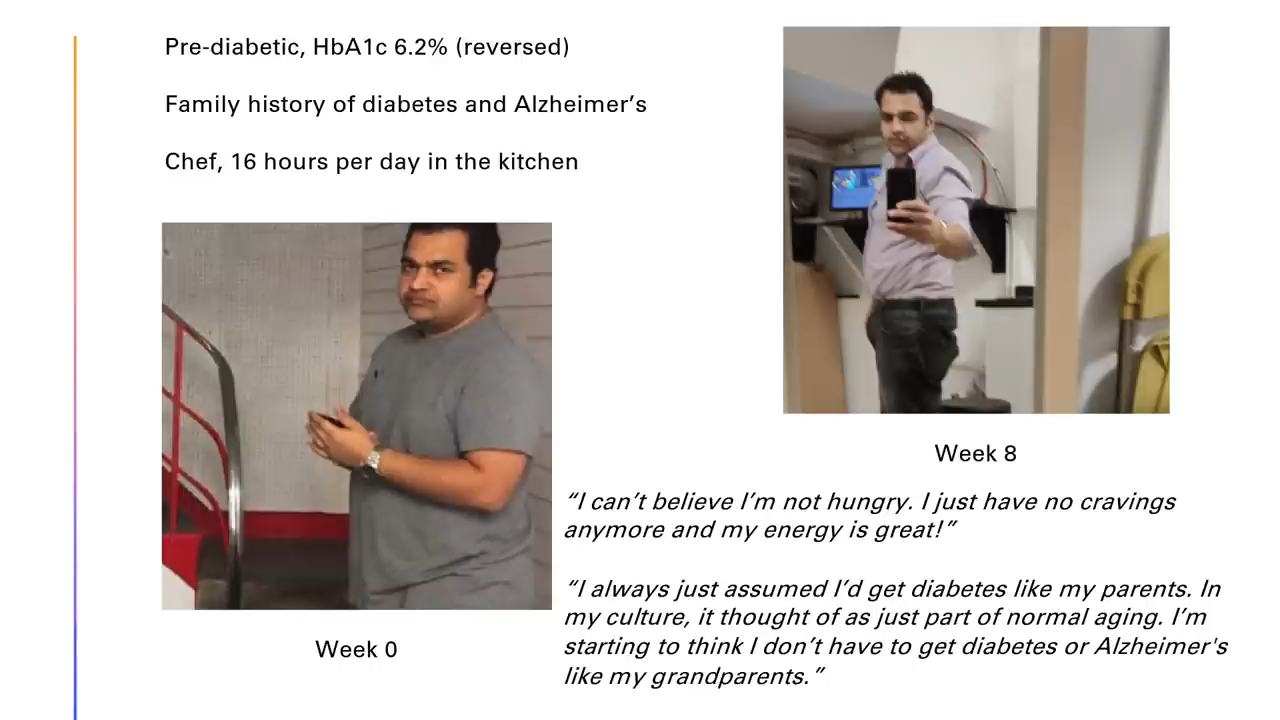 Pre-diabetic, HbA1c 6.2% (reversed)
Family history of diabetes and Alzheimer’s
Chef, 16 hours per day in the kitchen
Week 0
Week 8
“I can’t believe I’m not hungry. I just have no cravings
anymore and my energy is great!”
“I always just assumed I’d get diabetes like my parents. In
my culture, it thought of as just part of normal aging. I’m
starting to think I don’t have to get diabetes or Alzheimer's
like my grandparents.”